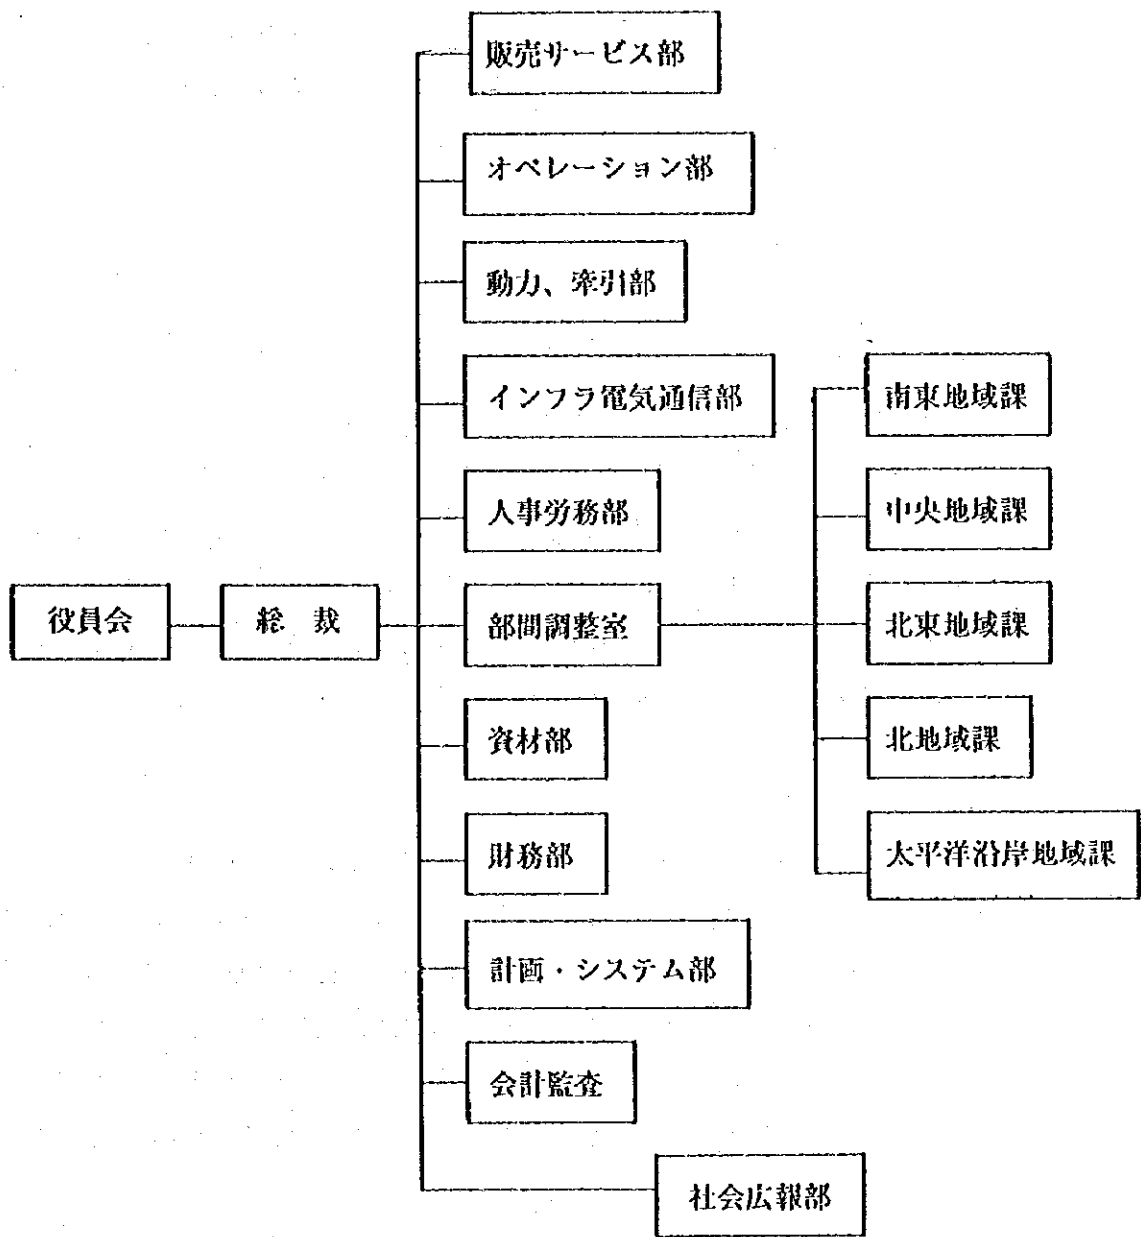 販売サービス部
オペレーション部
動力、牽引部
インフラ電気通信部
人事労務部
役員会
総 裁
部間調整室
資材部
財務部
計画・システム部
会計監査
社会広報部
南東地域課
中央地域課
北東地域課
北地域課
太平洋沿岸地域課